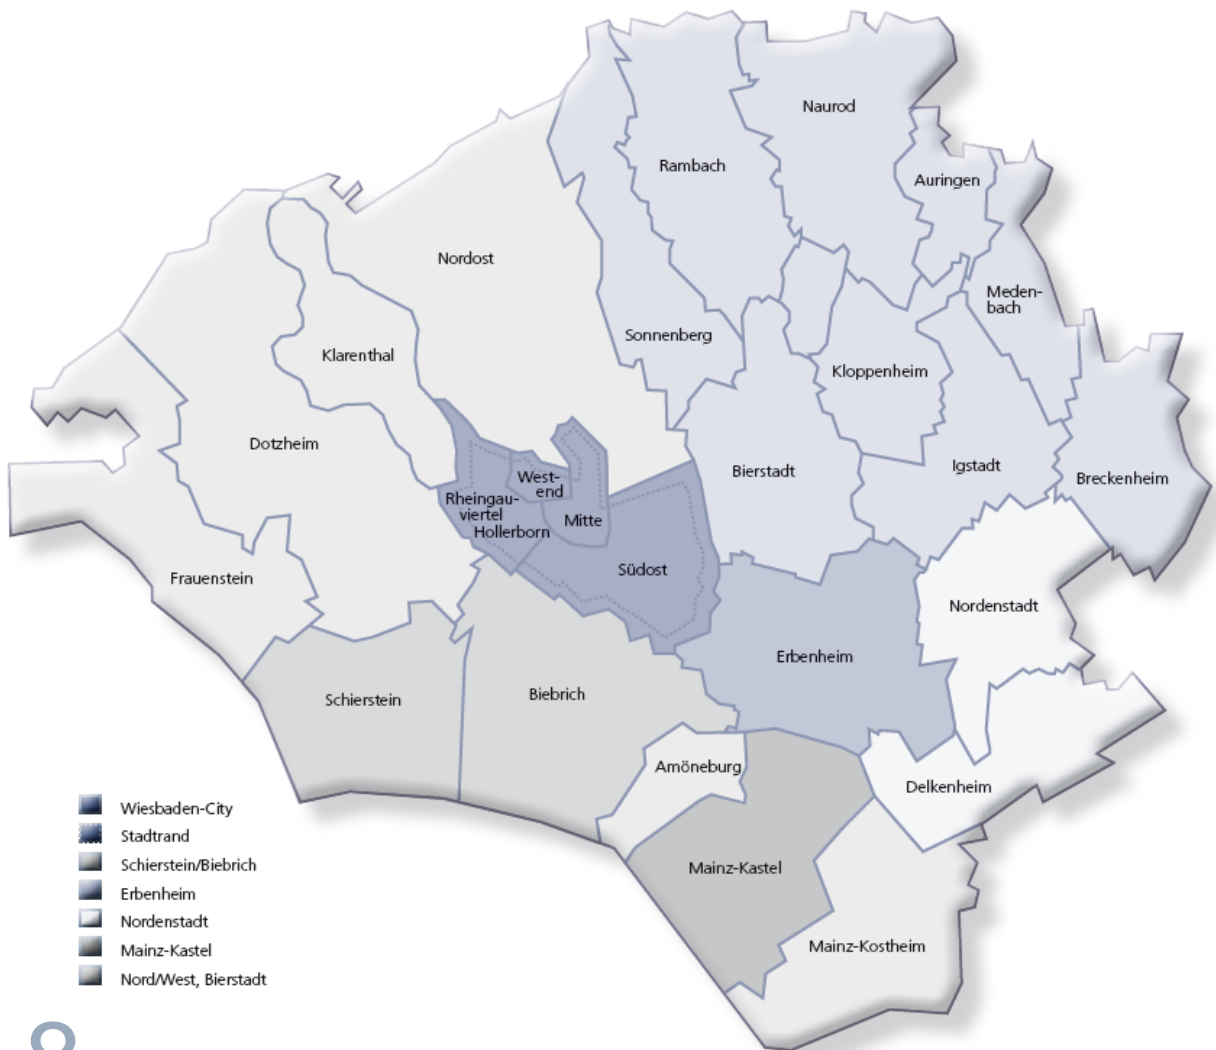 Naurod
Rambach
Auringen
Nordost
Meden-
bach
Sonnenberg
Klarenthal
Kloppenheim
Dotzheim
Bierstadt
Igstadt
Breckenheim
West-
end
Rheingau-
viertel
Hollerborn
Mitte
Südost
Frauenstein
Nordenstadt
Erbenheim
Schierstein
Biebrich
Amöneburg
Delkenheim
Mainz-Kastel
Mainz-Kostheim
Wiesbaden-City
Stadtrand
Schierstein/Biebrich
Erbenheim
Nordenstadt
Mainz-Kastel
Nord/West, Bierstadt